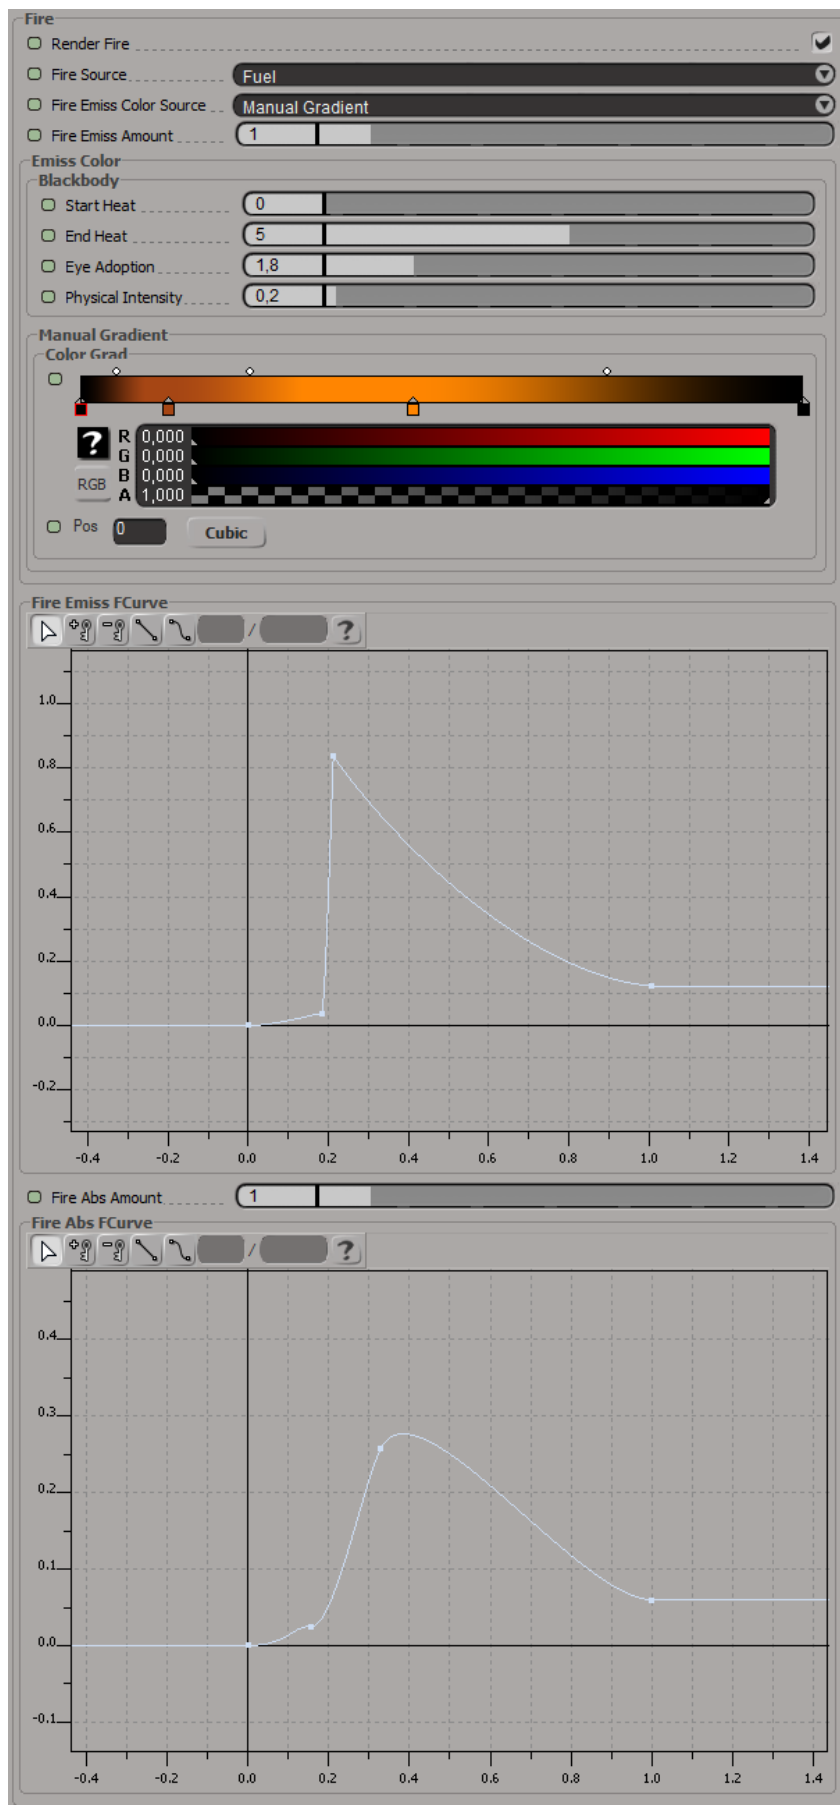 Fire
Render Fire
Fire Source Fuel
Fire Emiss Color Source Manual Gradient
Fire Emiss Amount 1
Emiss Color
Blackbody
Start Heat 0
End Heat 5
Eye Adoption 1,8
Physical Intensity 0,2
Manual Gradient
Color Grad
? R 0,000
G 0,000
RGB B 0,000
A 1,000
Pos 0 Cubic
Fire Emiss FCurve
/ ?
1.0
0.8
0.6
0.4
0.2
0.0
-0.2
-0.4 -0.2 0.0 0.2 0.4 0.6 0.8 1.0 1.2 1.4
Fire Abs Amount 1
Fire Abs FCurve
/ ?
0.4
0.3
0.2
0.1
0.0
-0.1
-0.4 -0.2 0.0 0.2 0.4 0.6 0.8 1.0 1.2 1.4